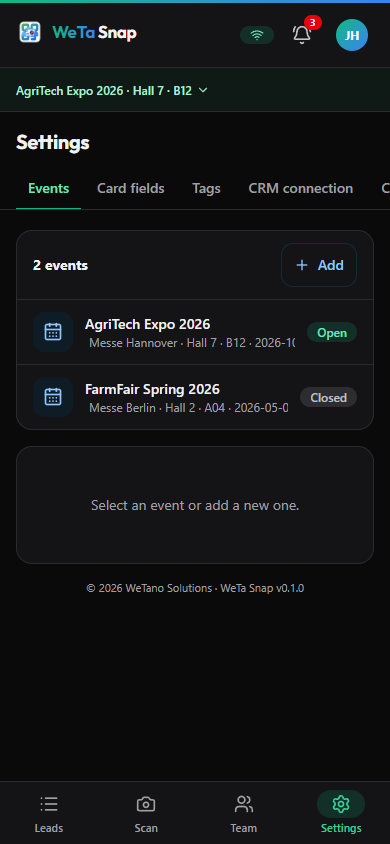 WeTa Snap
3
JH
AgriTech Expo 2026 · Hall 7 · B12
Settings
Events Card fields Tags CRM connection C
2 events
+ Add
AgriTech Expo 2026
Messe Hannover · Hall 7 · B12 · 2026-10
Open
FarmFair Spring 2026
Messe Berlin · Hall 2 · A04 · 2026-05-0
Closed
Select an event or add a new one.
© 2026 WeTano Solutions · WeTa Snap v0.1.0
Leads Scan Team Settings